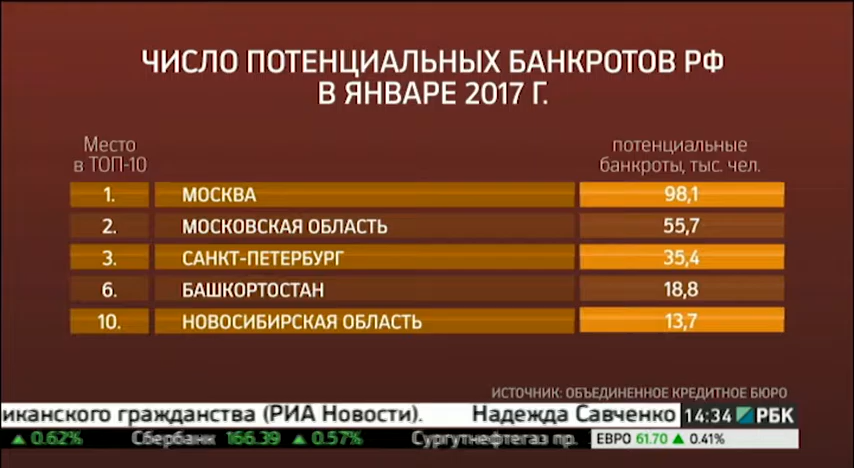 ЧИСЛО ПОТЕНЦИАЛЬНЫХ БАНКРОТОВ РФ
В ЯНВАРЕ 2017 Г.
Место
в ТОП-10
потенциальные
банкроты, тыс. чел.
1. МОСКВА 98,1
2. МОСКОВСКАЯ ОБЛАСТЬ 55,7
3. САНКТ-ПЕТЕРБУРГ 35,4
6. БАШКОРТОСТАН 18,8
10. НОВОСИБИРСКАЯ ОБЛАСТЬ 13,7
ИСТОЧНИК: ОБЪЕДИНЕННОЕ КРЕДИТНОЕ БЮРО
иканского гражданства (РИА Новости). Надежда Савченко 14:34 РБК
▲ 0.62% Сбербанк 166.39 ▲ 0.57% Сургутнефтегаз пр. ЕВРО 61.70 ▲ 0.41%